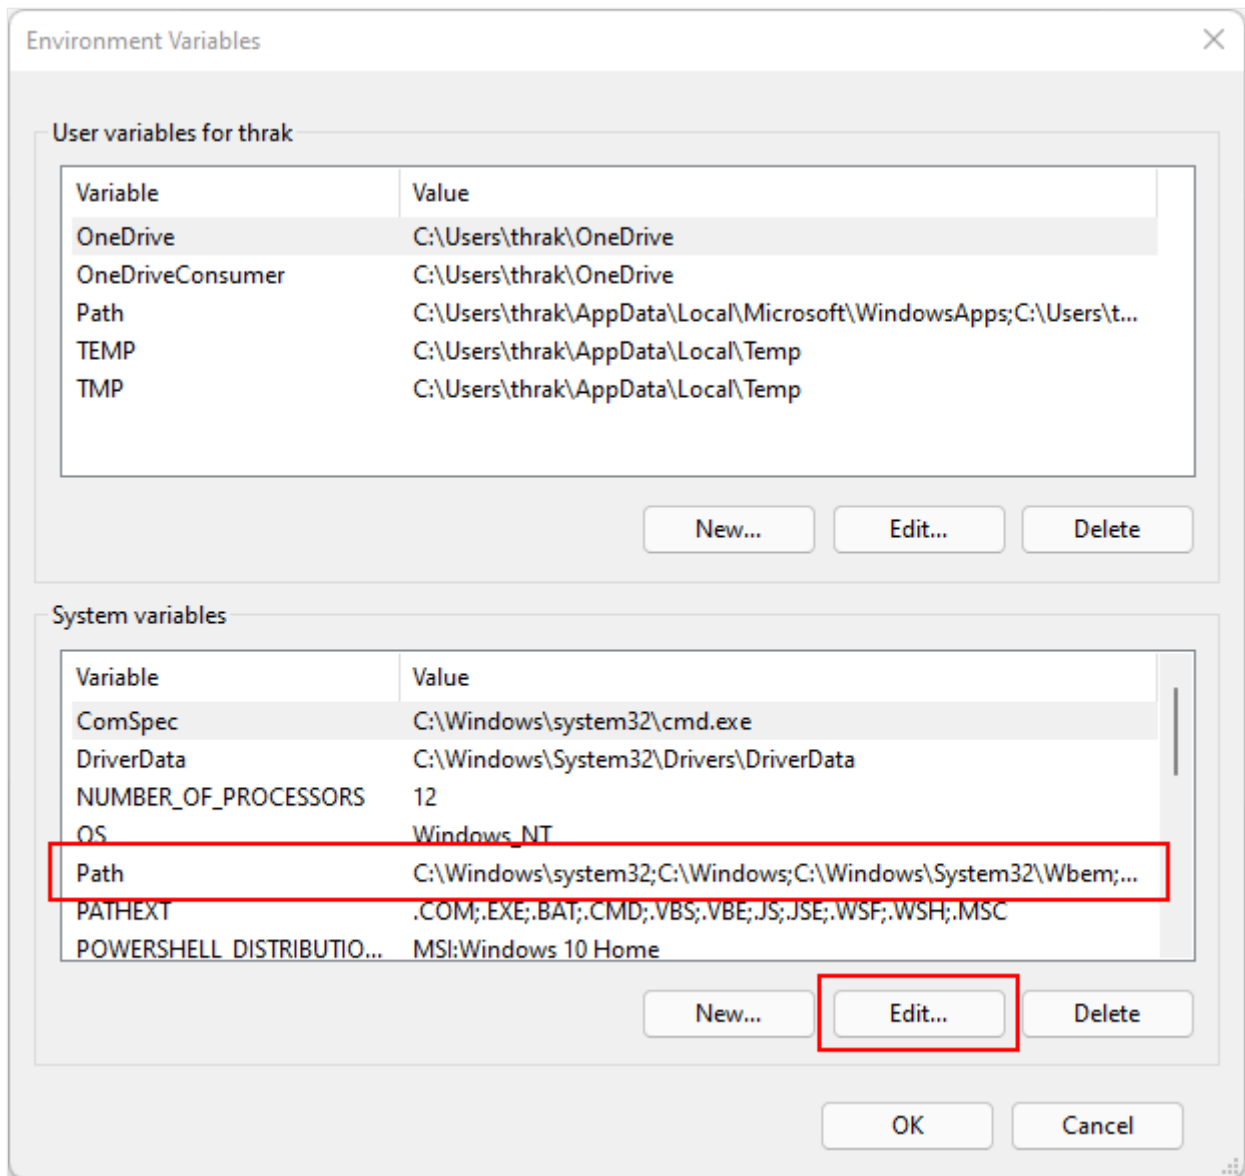 Environment Variables
User variables for thrak
Variable Value
OneDrive C:\Users\thrak\OneDrive
OneDriveConsumer C:\Users\thrak\OneDrive
Path C:\Users\thrak\AppData\Local\Microsoft\WindowsApps;C:\Users\t...
TEMP C:\Users\thrak\AppData\Local\Temp
TMP C:\Users\thrak\AppData\Local\Temp
New... Edit... Delete
System variables
Variable Value
ComSpec C:\Windows\system32\cmd.exe
DriverData C:\Windows\System32\Drivers\DriverData
NUMBER_OF_PROCESSORS 12
OS Windows_NT
Path C:\Windows\system32;C:\Windows;C:\Windows\System32\Wbem;...
PATHEXT .COM;.EXE;.BAT;.CMD;.VBS;.VBE;.JS;.JSE;.WSF;.WSH;.MSC
POWERSHELL_DISTRIBUTIO... MSI:Windows 10 Home
New... Edit... Delete
OK Cancel